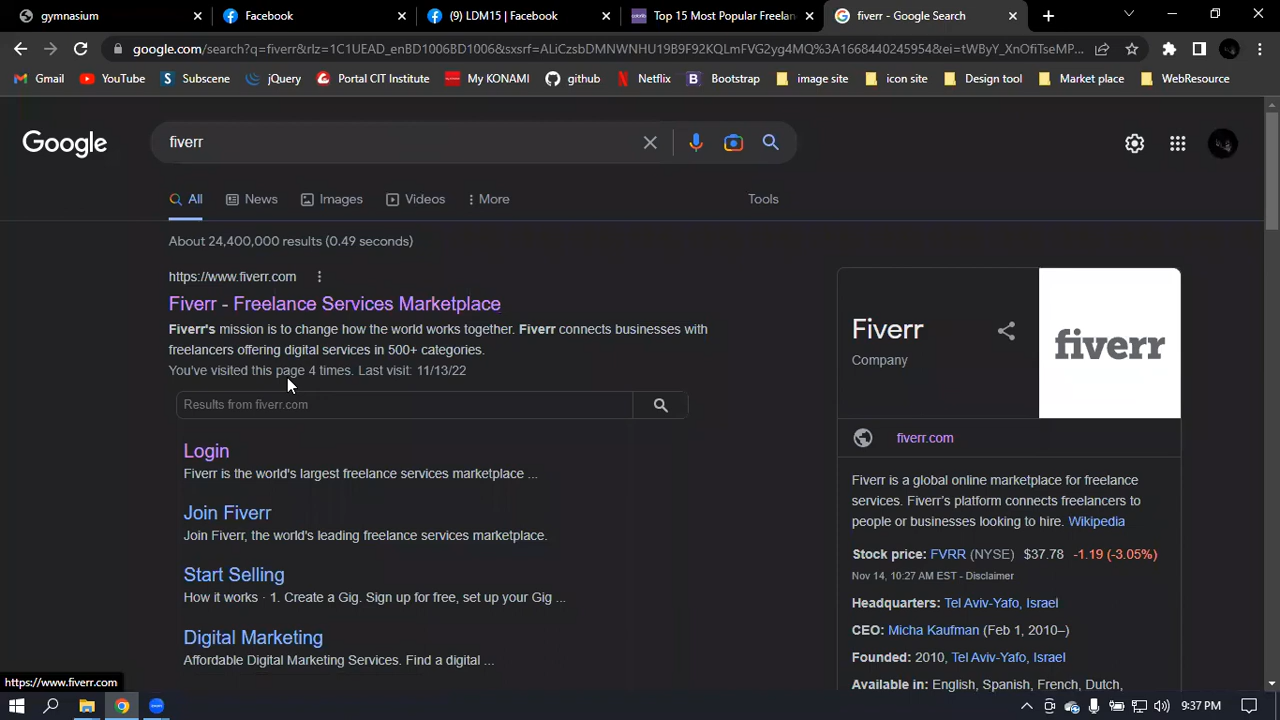 gymnasium
Facebook
(9) LDM15 | Facebook
Top 15 Most Popular Freelan
fiverr - Google Search
google.com/search?q=fiverr&rlz=1C1UEAD_enBD1006BD1006&sxsrf=ALiCzsbDMNWNHU19B9F92KQLmFVG2yg4MQ%3A1668440245954&ei=tWByY_XnOfiTseMP...
Gmail
YouTube
Subscene
jQuery
Portal CIT Institute
My KONAMI
github
Netflix
Bootstrap
image site
icon site
Design tool
Market place
WebResource
Google
fiverr
All
News
Images
Videos
More
Tools
About 24,400,000 results (0.49 seconds)
https://www.fiverr.com
Fiverr - Freelance Services Marketplace
Fiverr's mission is to change how the world works together. Fiverr connects businesses with
freelancers offering digital services in 500+ categories.
You've visited this page 4 times. Last visit: 11/13/22
Results from fiverr.com
Login
Fiverr is the world's largest freelance services marketplace ...
Join Fiverr
Join Fiverr, the world's leading freelance services marketplace.
Start Selling
How it works · 1. Create a Gig. Sign up for free, set up your Gig ...
Digital Marketing
Affordable Digital Marketing Services. Find a digital ...
Fiverr
Company
fiverr
fiverr.com
Fiverr is a global online marketplace for freelance
services. Fiverr's platform connects freelancers to
people or businesses looking to hire. Wikipedia
Stock price: FVRR (NYSE) $37.78 -1.19 (-3.05%)
Nov 14, 10:27 AM EST - Disclaimer
Headquarters: Tel Aviv-Yafo, Israel
CEO: Micha Kaufman (Feb 1, 2010–)
Founded: 2010, Tel Aviv-Yafo, Israel
Available in: English, Spanish, French, Dutch,
https://www.fiverr.com
9:37 PM